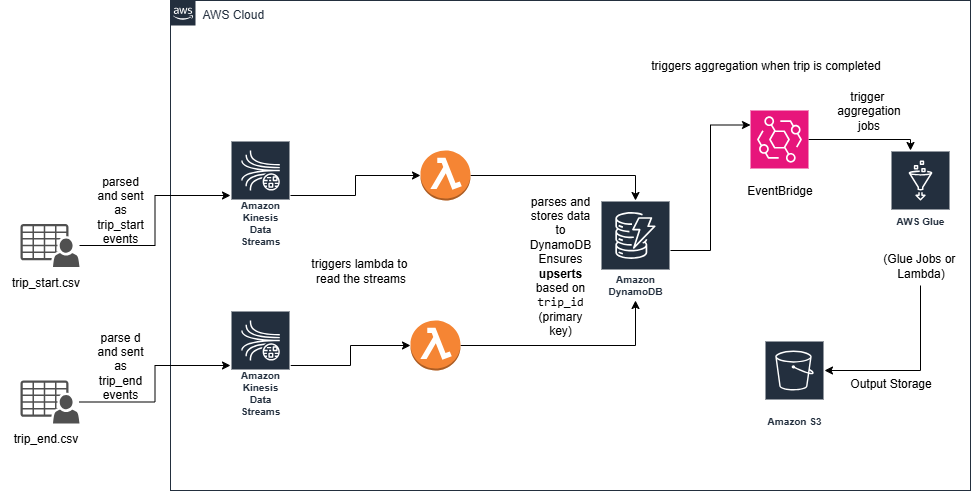 aws
AWS Cloud
triggers aggregation when trip is completed
trigger
aggregation
jobs
EventBridge
AWS Glue
parsed
and sent
as
trip_start
events
trip_start.csv
Amazon
Kinesis
Data
Streams
triggers lambda to
read the streams
parses and
stores data
to
DynamoDB
Ensures
upserts
based on
trip_id
(primary
key)
Amazon
DynamoDB
(Glue Jobs or
Lambda)
parse d
and sent
as
trip_end
events
trip_end.csv
Amazon
Kinesis
Data
Streams
Output Storage
Amazon S3